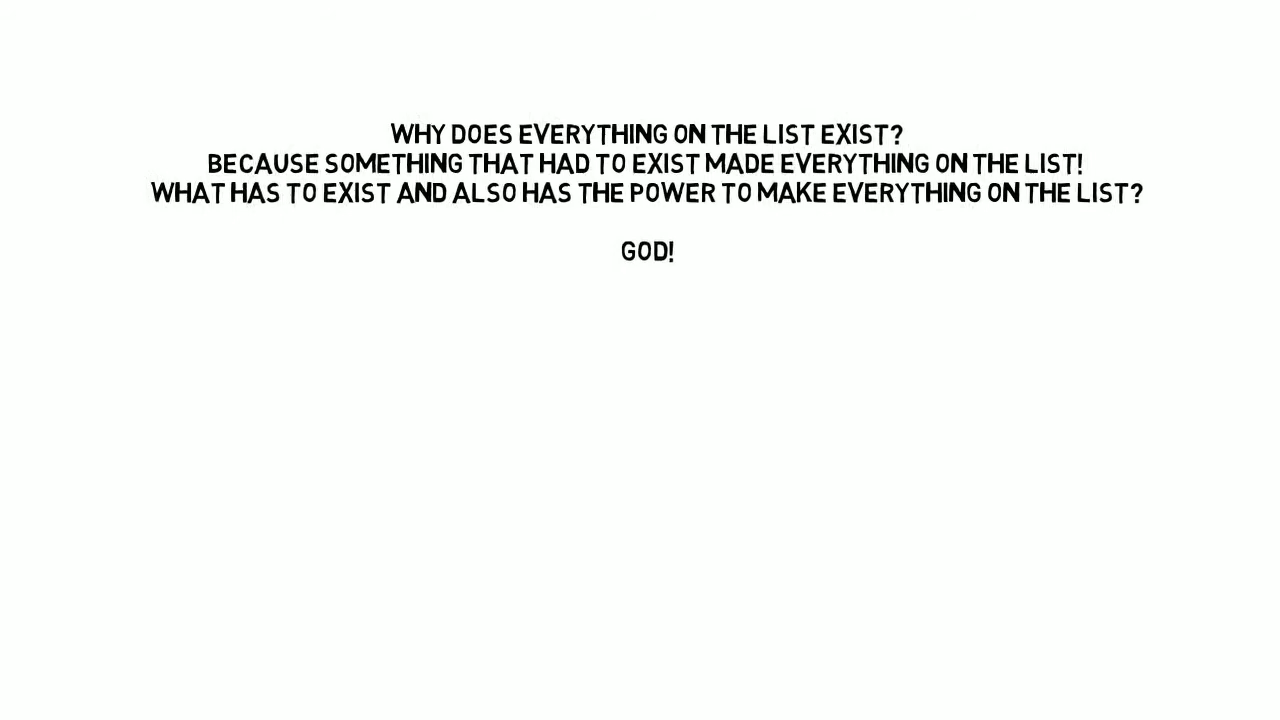 WHY DOES EVERYTHING ON THE LIST EXIST?
BECAUSE SOMETHING THAT HAD TO EXIST MADE EVERYTHING ON THE LIST!
WHAT HAS TO EXIST AND ALSO HAS THE POWER TO MAKE EVERYTHING ON THE LIST?
GOD!